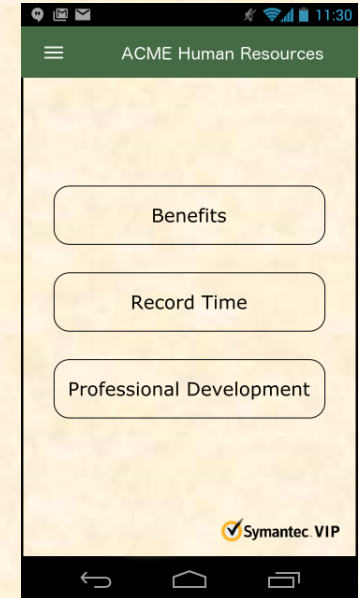 11:30
ACME Human Resources
Benefits
Record Time
Professional Development
Symantec. VIP